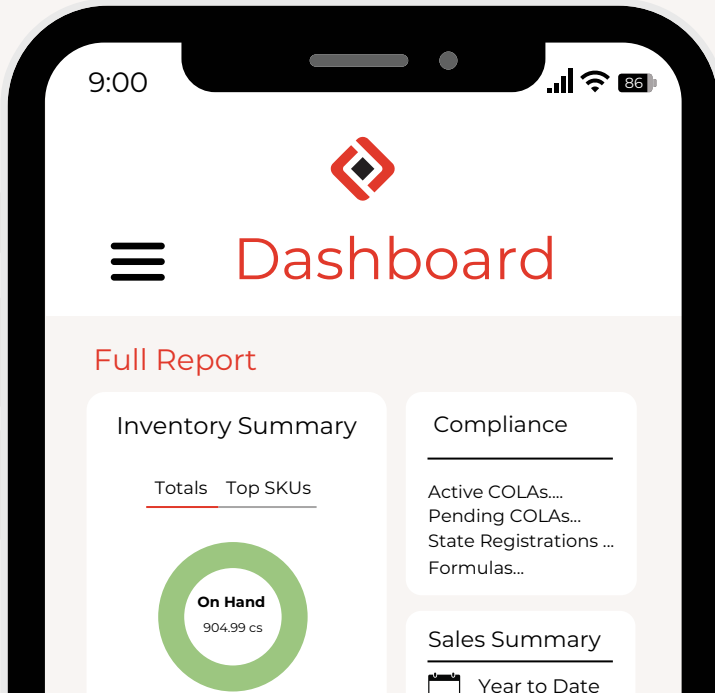 9:00
86
Dashboard
Full Report
Inventory Summary
Totals Top SKUs
On Hand
904.99 cs
Compliance
Active COLAs....
Pending COLAs...
State Registrations ...
Formulas...
Sales Summary
Year to Date